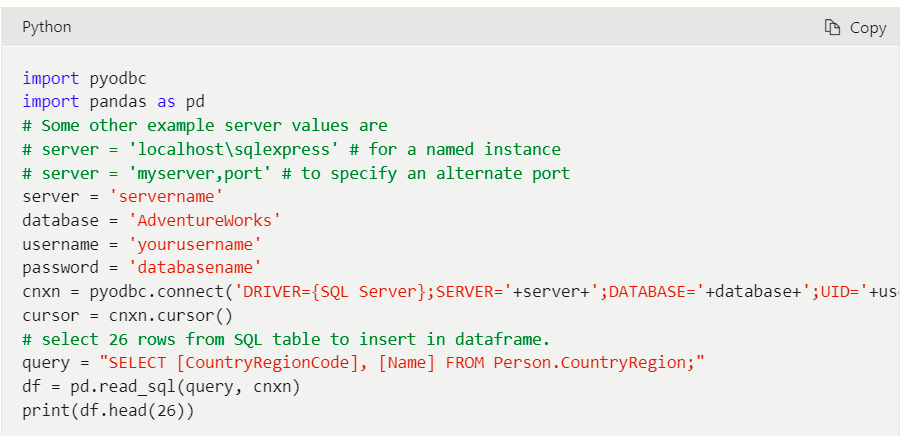 Python
Copy
import pyodbc
import pandas as pd
# Some other example server values are
# server = 'localhost\sqlexpress' # for a named instance
# server = 'myserver,port' # to specify an alternate port
server = 'servername'
database = 'AdventureWorks'
username = 'yourusername'
password = 'databasename'
cnxn = pyodbc.connect('DRIVER={SQL Server};SERVER='+server+';DATABASE='+database+';UID='+us
cursor = cnxn.cursor()
# select 26 rows from SQL table to insert in dataframe.
query = "SELECT [CountryRegionCode], [Name] FROM Person.CountryRegion;"
df = pd.read_sql(query, cnxn)
print(df.head(26))